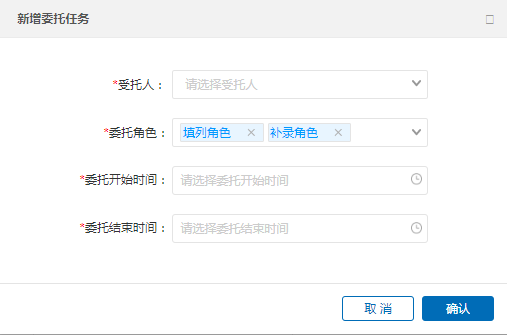 新增委托任务
*受托人： 请选择受托人
*委托角色： 填列角色 × 补录角色 ×
*委托开始时间： 请选择委托开始时间
*委托结束时间： 请选择委托结束时间
取 消 确认